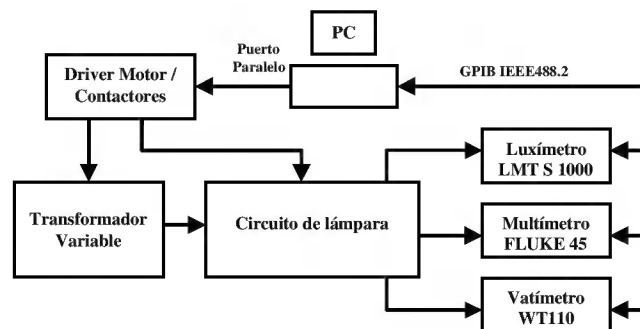 PC
Puerto
Paralelo
GPIB IEEE488.2
Driver Motor /
Contactores
Luxímetro
LMT S 1000
Transformador
Variable
Circuito de lámpara
Multímetro
FLUKE 45
Vatímetro
WT110